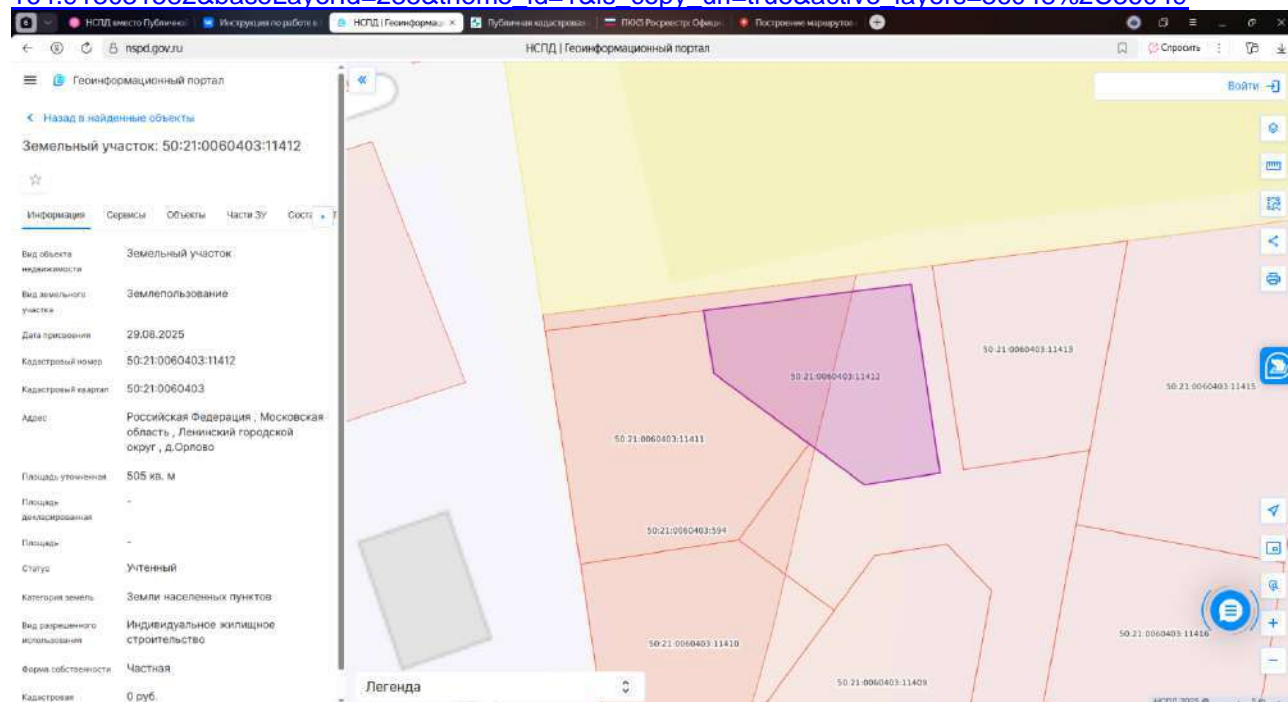 НСПД вместо Публично
Инструкция по работе в
НСПД | Геоинформац
Публичная кадастровая
Построение маршрутов
nspd.gov.ru
НСПД | Геоинформационный портал
Спросить
Геоинформационный портал
Войти
Назад в найденные объекты
Земельный участок: 50:21:0060403:11412
Информация Сервисы Объекты Части ЗУ Соста
Вид объекта недвижимости
Земельный участок
Вид земельного участка
Землепользование
Дата присвоения
29.08.2025
Кадастровый номер
50:21:0060403:11412
Кадастровый квартал
50:21:0060403
Адрес
Российская Федерация , Московская
область , Ленинский городской
округ , д.Орлово
Площадь уточненная
505 кв. м
Площадь декларированная
-
Площадь
-
Статус
Учтенный
Категория земель
Земли населенных пунктов
Вид разрешенного использования
Индивидуальное жилищное
строительство
Форма собственности
Частная
Кадастровая
0 руб.
50:21:0060403:11413
50:21:0060403:11412
50:21:0060403:11415
50:21:0060403:11411
50:21:0060403:594
50:21:0060403:11410
50:21:0060403:11416
50:21:0060403:11409
Легенда